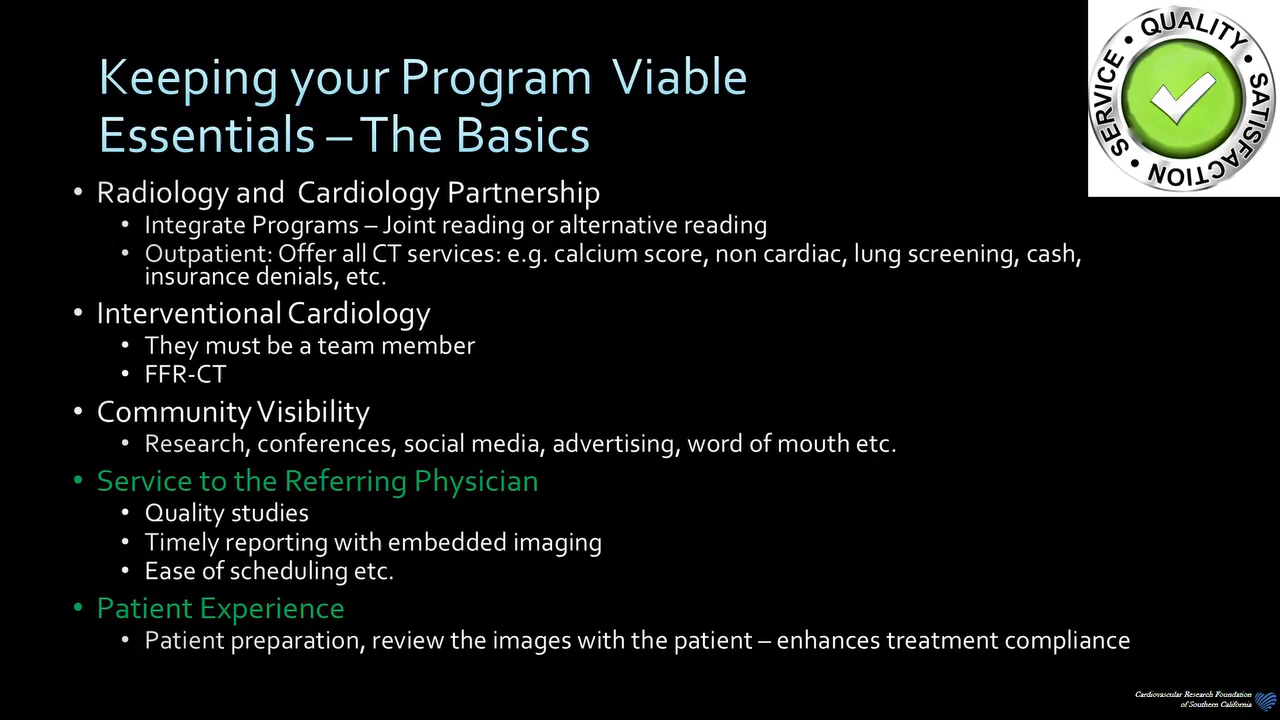 Keeping your Program Viable
Essentials – The Basics
SERVICE • QUALITY • SATISFACTION •
• Radiology and Cardiology Partnership
• Integrate Programs – Joint reading or alternative reading
• Outpatient: Offer all CT services: e.g. calcium score, non cardiac, lung screening, cash,
insurance denials, etc.
• Interventional Cardiology
• They must be a team member
• FFR-CT
• Community Visibility
• Research, conferences, social media, advertising, word of mouth etc.
• Service to the Referring Physician
• Quality studies
• Timely reporting with embedded imaging
• Ease of scheduling etc.
• Patient Experience
• Patient preparation, review the images with the patient – enhances treatment compliance
Cardiovascular Research Foundation
of Southern California